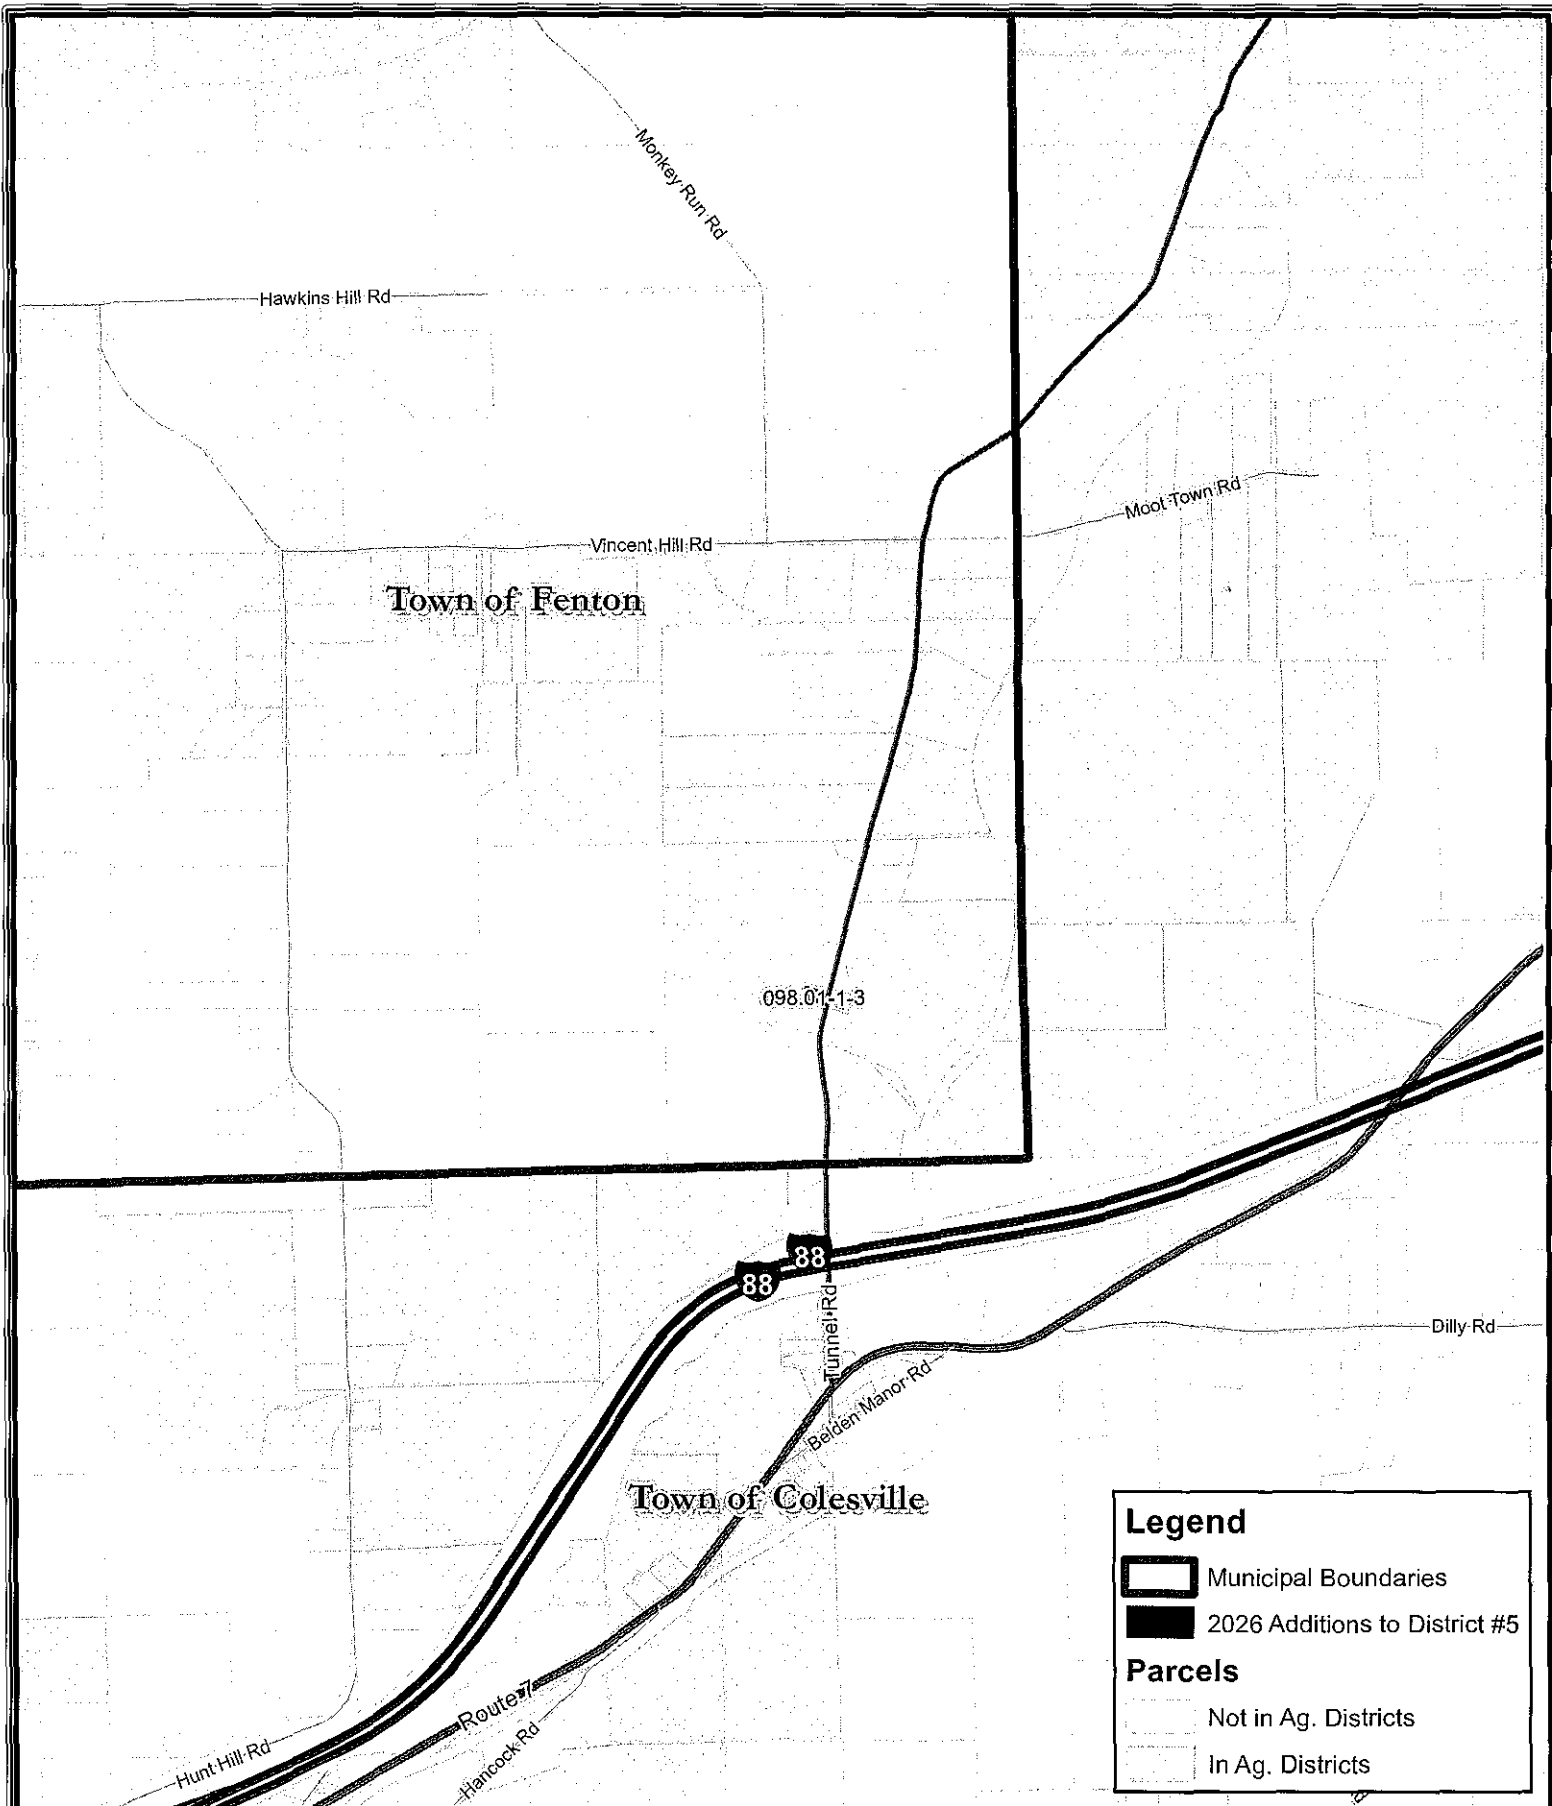 Monkey Run Rd
Hawkins Hill Rd
Moot Town Rd
Vincent Hill Rd
Town of Fenton
098.01-1-3
88
88
Tunnel Rd
Dilly Rd
Belden Manor Rd
Town of Colesville
Route 7
Hunt Hill Rd
Hancock Rd
Legend
Municipal Boundaries
2026 Additions to District #5
Parcels
Not in Ag. Districts
In Ag. Districts